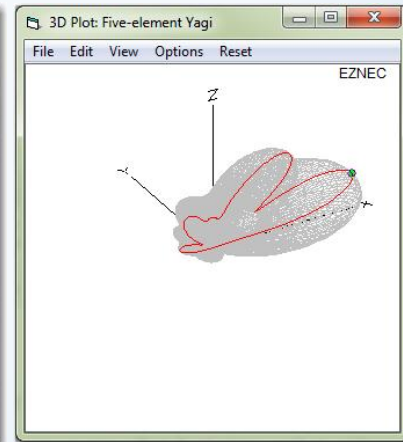 3D Plot: Five-element Yagi
File Edit View Options Reset
EZNEC
Z
Y
X